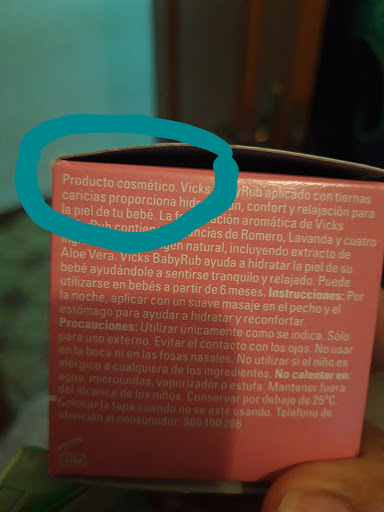 Producto cosmético. Vicks BabyRub aplicado con tiernas
caricias proporciona hidratación, confort y relajación para
la piel de tu bebé. La formulación aromática de Vicks
contiene Romero, Lavanda y cuatro
origen natural, incluyendo extracto de
Aloe Vera. Vicks BabyRub ayuda a hidratar la piel de su
bebé ayudándole a sentirse tranquilo y relajado. Puede
utilizarse en bebés a partir de 6 meses. Instrucciones: Por
la noche, aplicar con un suave masaje en el pecho y el
estómago para ayudar a hidratar y reconfortar.
Precauciones: Utilizar únicamente como se indica. Sólo
para uso externo. Evitar el contacto con los ojos. No usar
en la boca ni en las fosas nasales. No utilizar si el niño es
alérgico a cualquiera de los ingredientes. No calentar en:
agua, microondas, vaporizador o estufa. Mantener fuera
del alcance de los niños. Conservar por debajo de 25°C
Colocar la tapa cuando no se esté usando. Teléfono de
atención al consumidor: 900 100 266